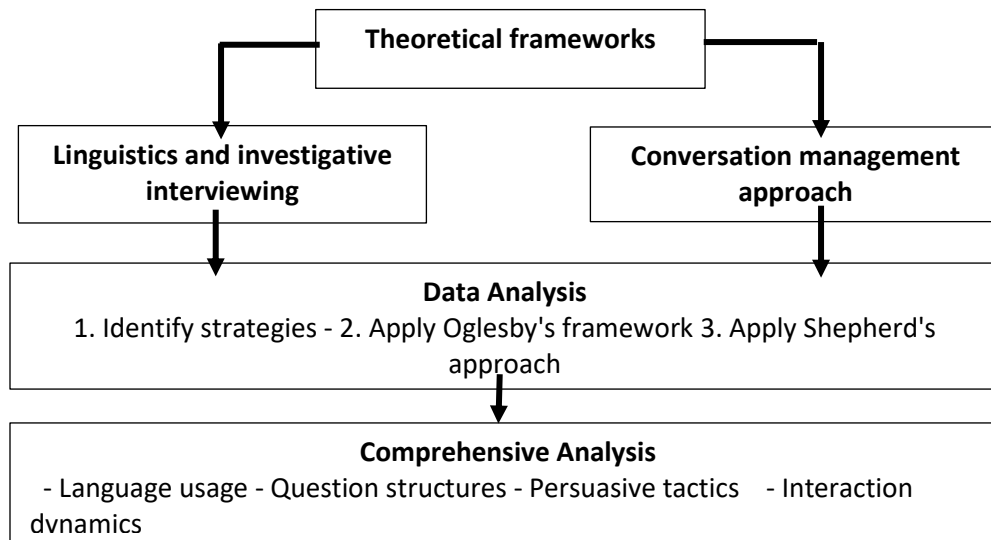 Theoretical frameworks
Linguistics and investigative
interviewing
Conversation management
approach
Data Analysis
1. Identify strategies - 2. Apply Oglesby's framework 3. Apply Shepherd's
approach
Comprehensive Analysis
- Language usage - Question structures - Persuasive tactics - Interaction
dynamics